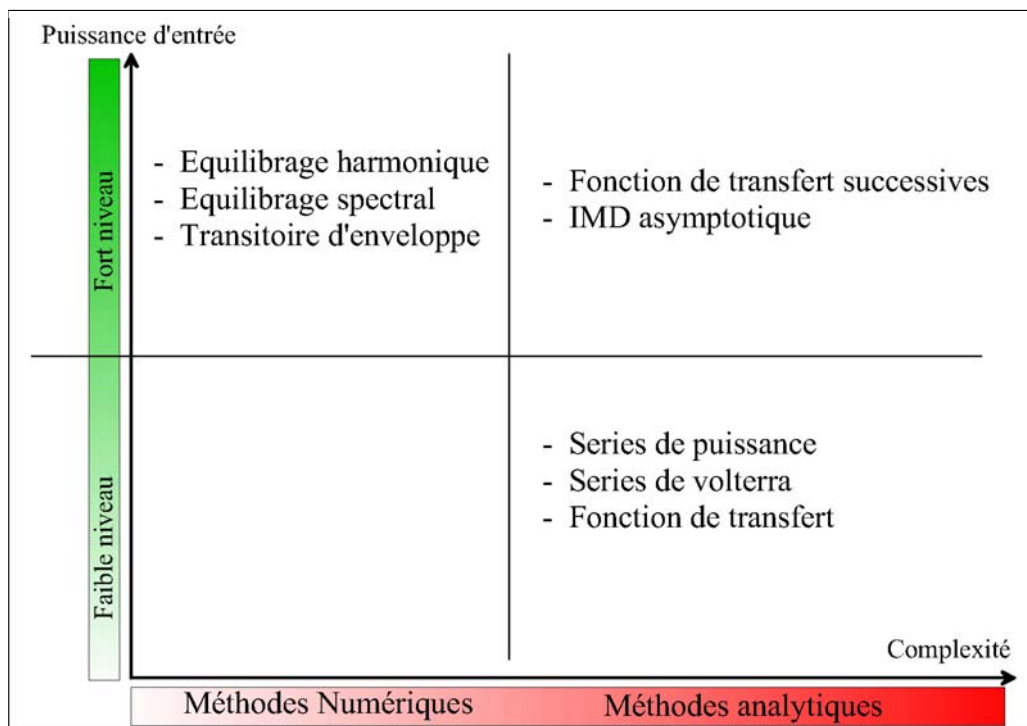 Puissance d'entrée
Fort niveau
Faible niveau
- Equilibrage harmonique
- Equilibrage spectral
- Transitoire d'enveloppe
- Fonction de transfert successives
- IMD asymptotique
- Series de puissance
- Series de volterra
- Fonction de transfert
Complexité
Méthodes Numériques
Méthodes analytiques